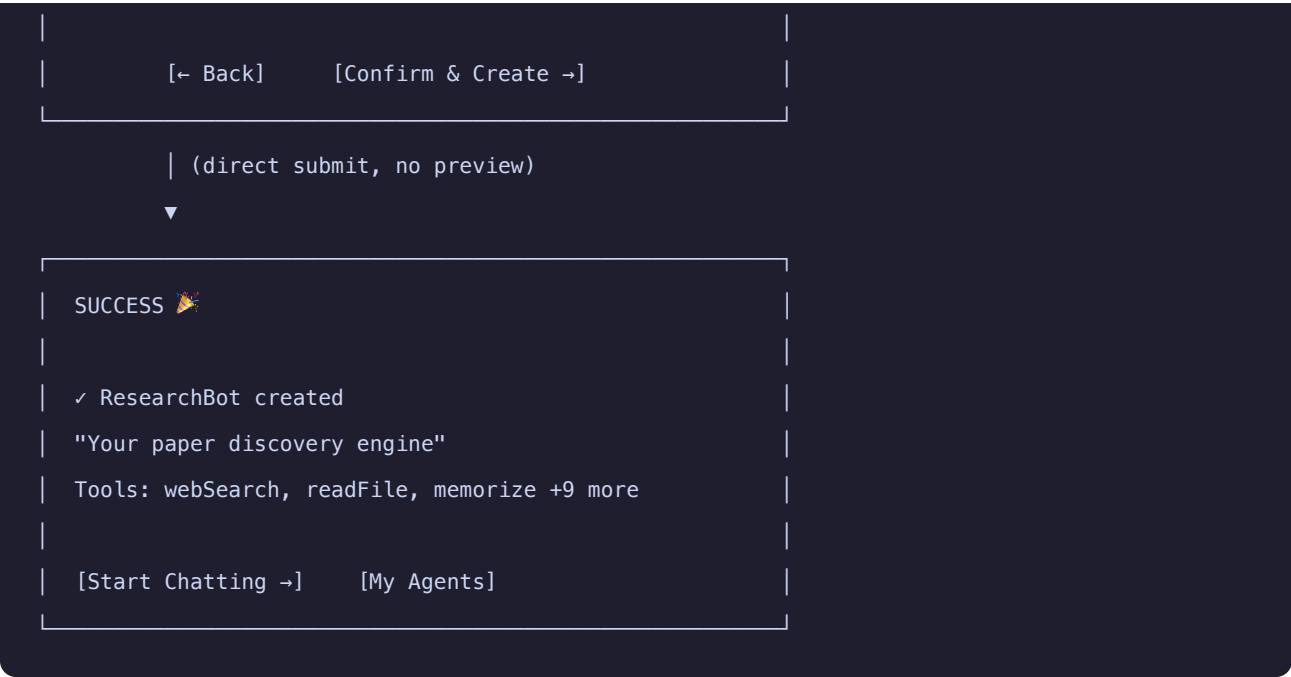 [← Back] [Confirm & Create →]
(direct submit, no preview)
▼
SUCCESS 🎉
✓ ResearchBot created
"Your paper discovery engine"
Tools: webSearch, readFile, memorize +9 more
[Start Chatting →] [My Agents]